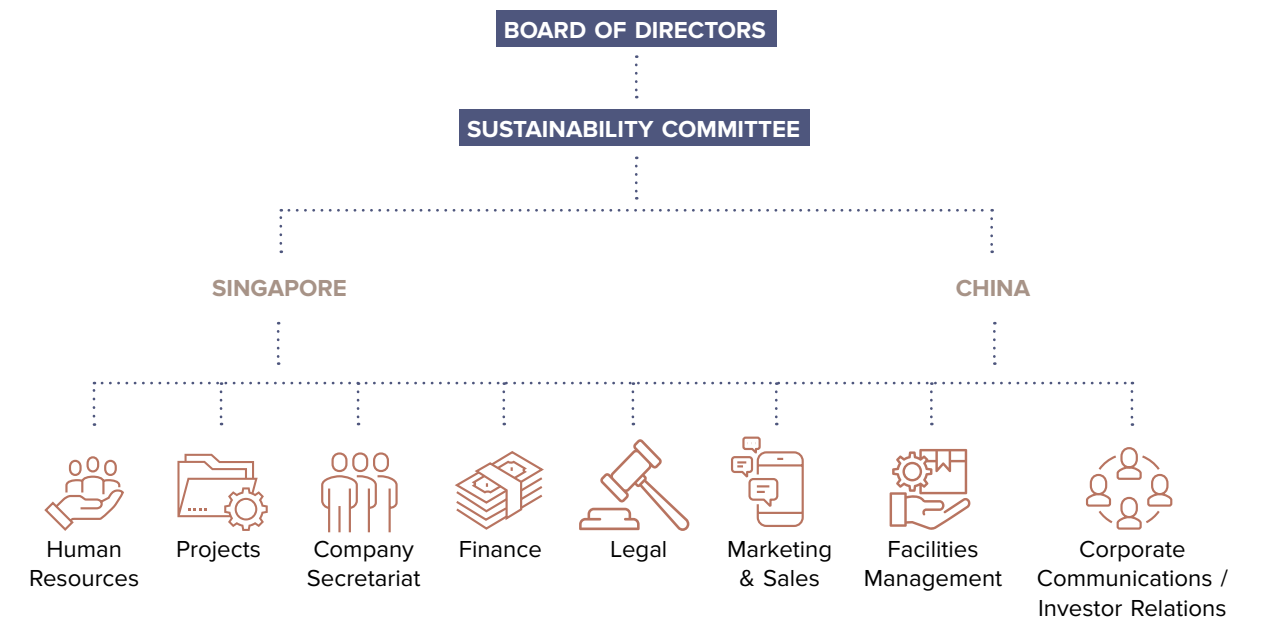 BOARD OF DIRECTORS
SUSTAINABILITY COMMITTEE
SINGAPORE
CHINA
Human
Resources
Projects
Company
Secretariat
Finance
Legal
Marketing
& Sales
Facilities
Management
Corporate
Communications /
Investor Relations